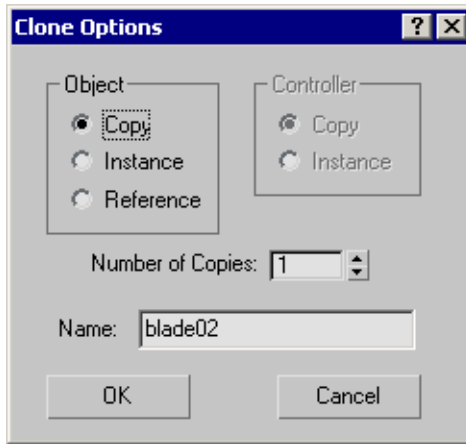 Clone Options
Object
Controller
Copy
Copy
Instance
Instance
Reference
Number of Copies: 1
Name: blade02
OK
Cancel